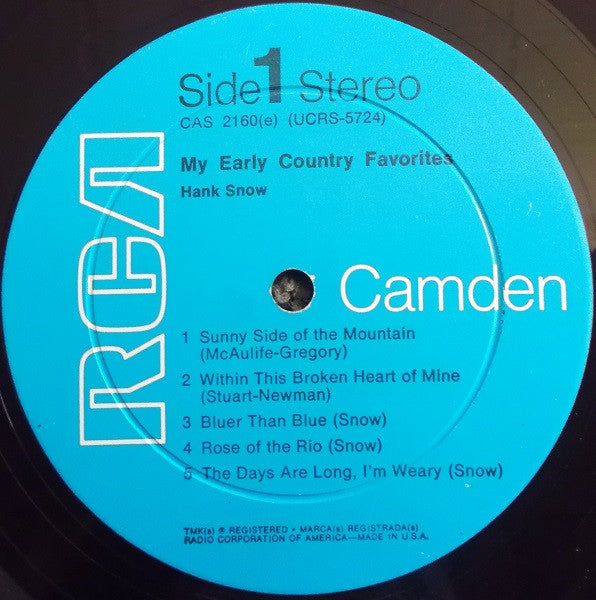 Side 1 Stereo
CAS 2160(e) (UCRS-5724)
My Early Country Favorites
Hank Snow
RCA
Camden
1 Sunny Side of the Mountain
(McAulife-Gregory)
2 Within This Broken Heart of Mine
(Stuart-Newman)
3 Bluer Than Blue (Snow)
4 Rose of the Rio (Snow)
5 The Days Are Long, I'm Weary (Snow)
TMK(s) ® REGISTERED • MARCA(s) REGISTRADA(s)
RADIO CORPORATION OF AMERICA—MADE IN U.S.A.